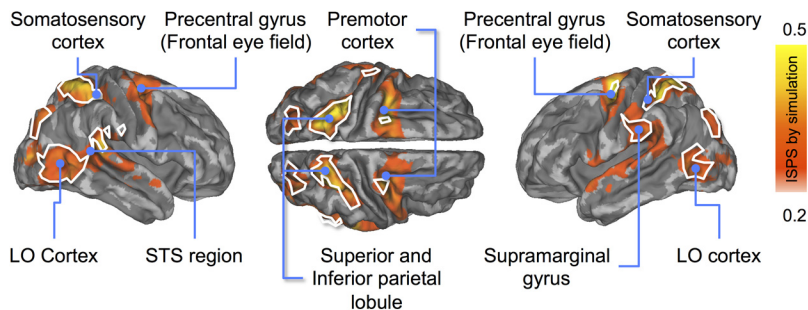 Somatosensory
cortex
Precentral gyrus
(Frontal eye field)
Premotor
cortex
Precentral gyrus
(Frontal eye field)
Somatosensory
cortex
0.5
ISPS by simulation
0.2
LO Cortex
STS region
Superior and
Inferior parietal
lobule
Supramarginal
gyrus
LO cortex